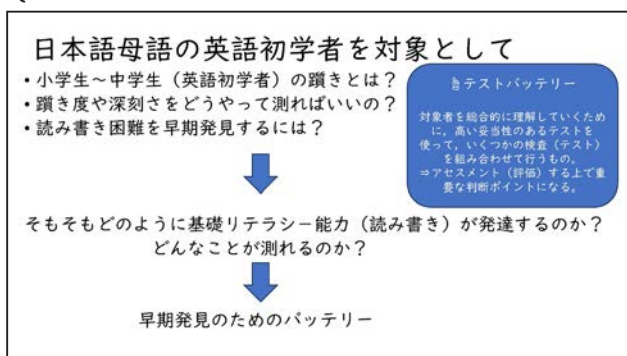 日本語母語の英語初学者を対象として
• 小学生～中学生（英語初学者）の躓きとは？
• 躓き度や深刻さをどうやって測ればいいの？
• 読み書き困難を早期発見するには？
テストバッテリー
対象者を総合的に理解していくため
に，高い妥当性のあるテストを
使って，いくつかの検査（テスト）
を組み合わせて行うもの。
⇒アセスメント（評価）する上で重
要な判断ポイントになる。
そもそもどのように基礎リテラシー能力（読み書き）が発達するのか？
どんなことが測れるのか？
早期発見のためのバッテリー